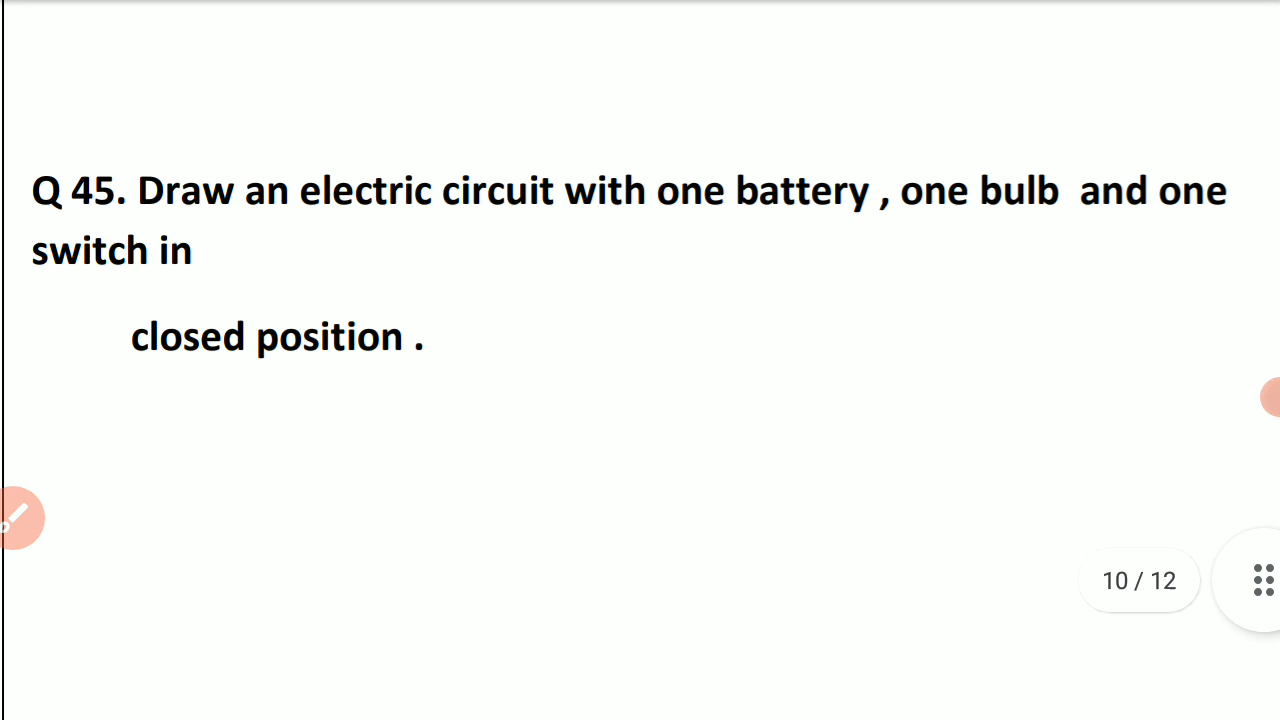 Q 45. Draw an electric circuit with one battery , one bulb  and one
switch in
closed position .
10 / 12